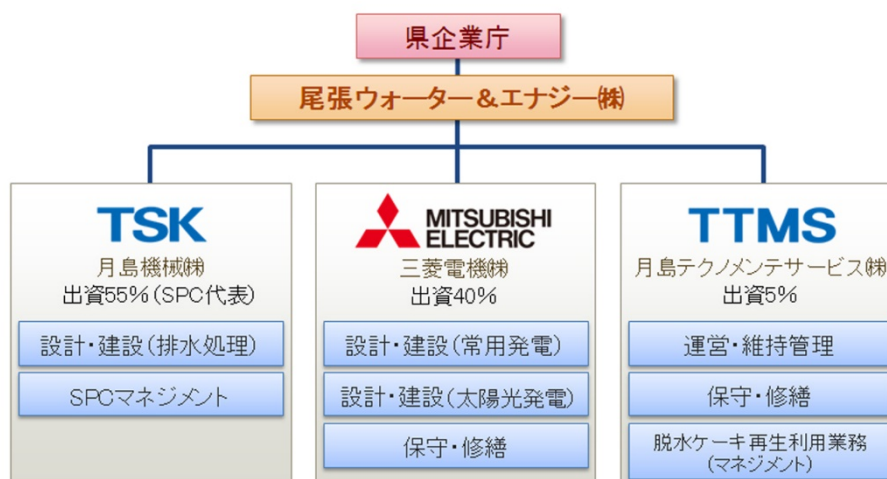 県企業庁
尾張ウォーター＆エナジー㈱
TSK
月島機械㈱
出資55%(SPC代表)
設計・建設(排水処理)
SPCマネジメント
MITSUBISHI
ELECTRIC
三菱電機㈱
出資40%
設計・建設(常用発電)
設計・建設(太陽光発電)
保守・修繕
TTMS
月島テクノメンテサービス㈱
出資5%
運営・維持管理
保守・修繕
脱水ケーキ再生利用業務
(マネジメント)